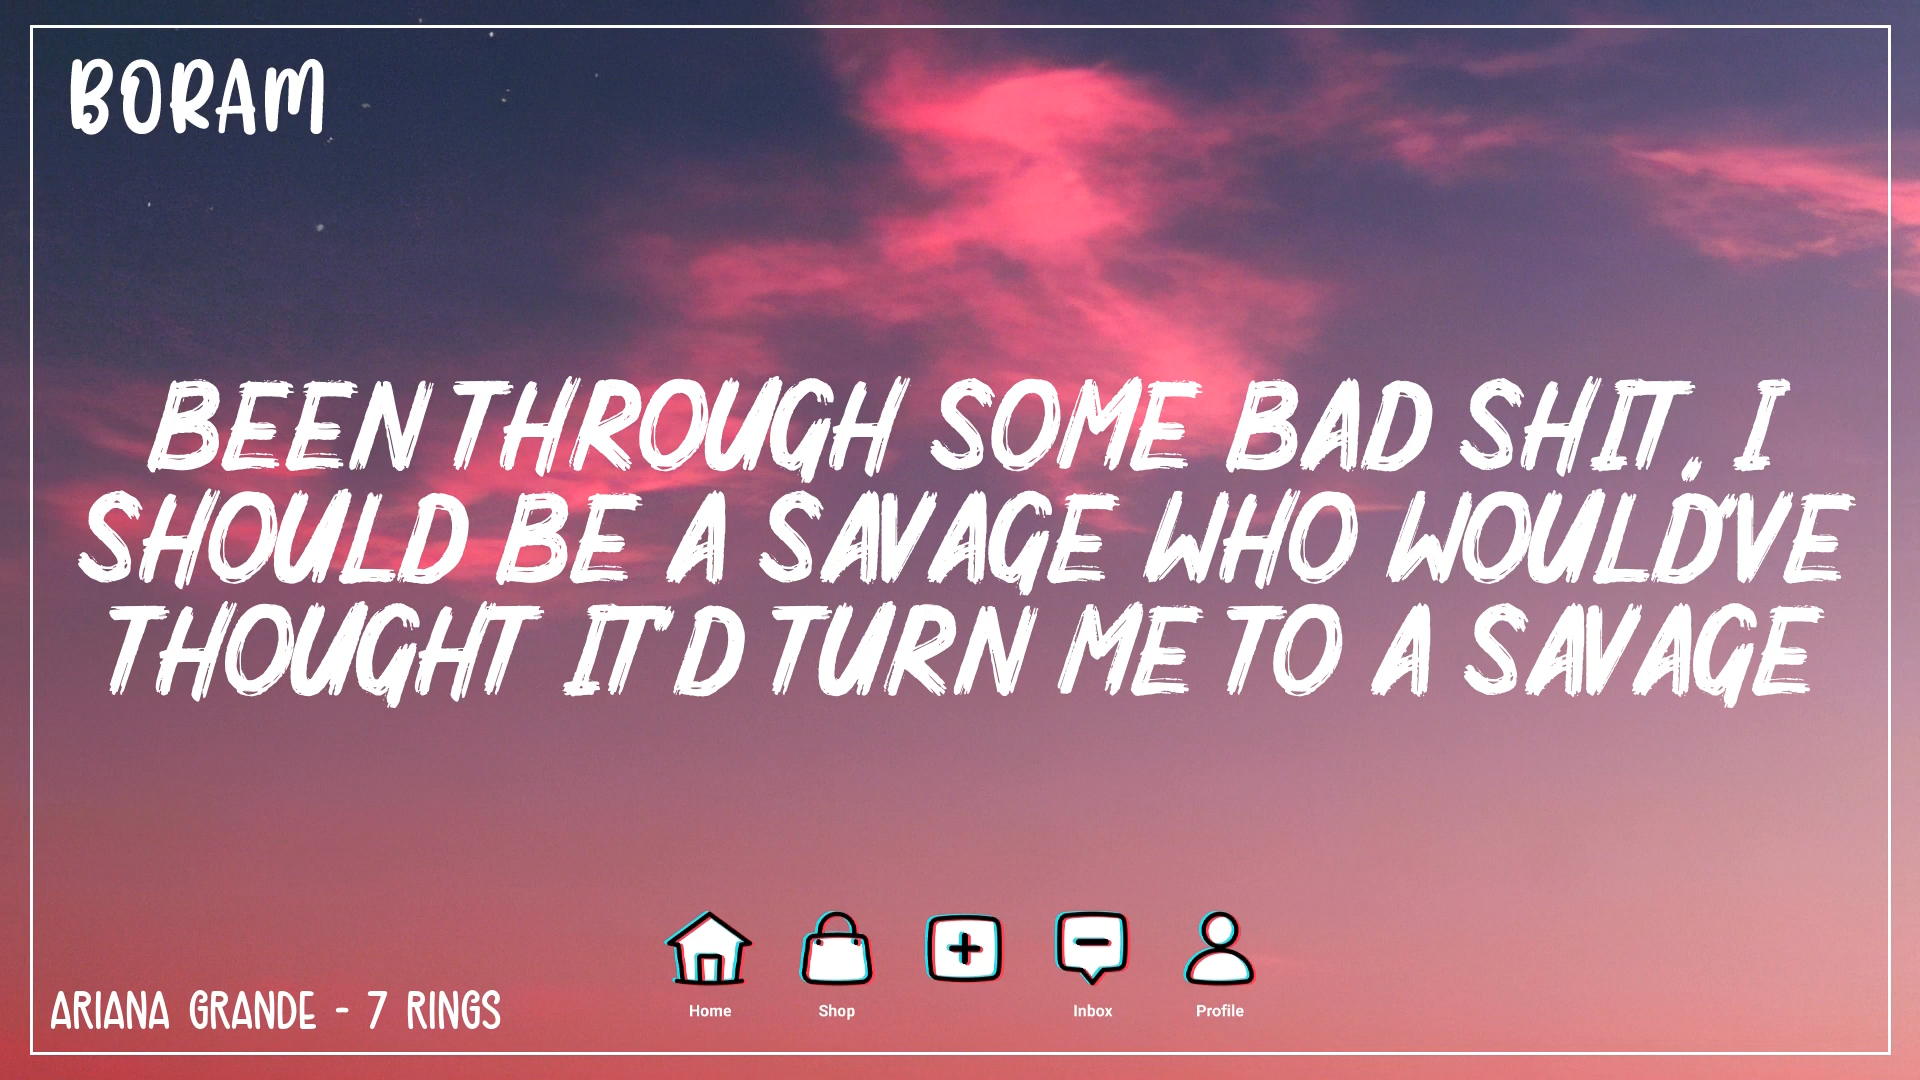 BORAM
BEEN THROUGH SOME BAD SHIT, I
SHOULD BE A SAVAGE WHO WOULD'VE
THOUGHT IT'D TURN ME TO A SAVAGE
Home Shop Inbox Profile
ARIANA GRANDE - 7 RINGS